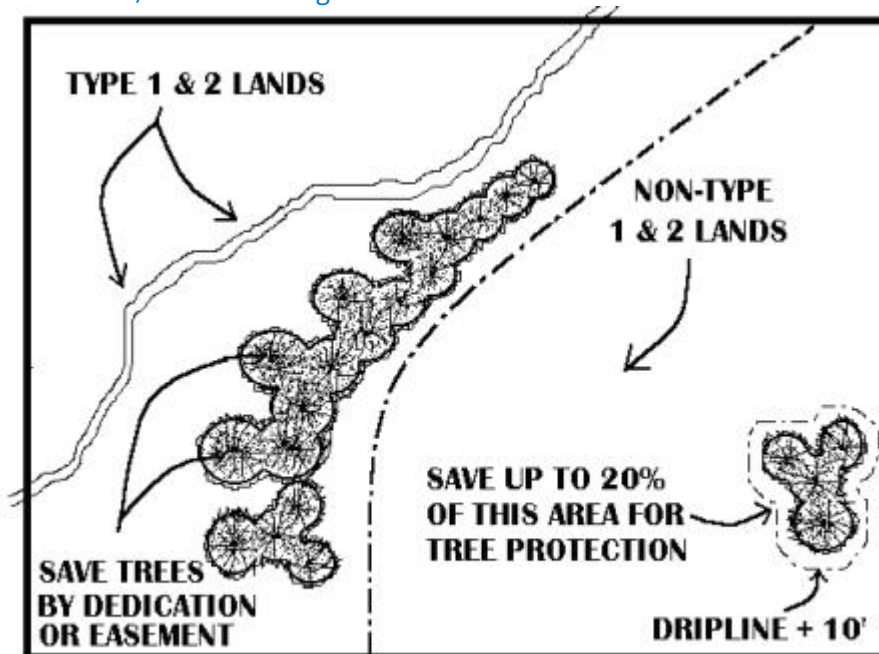 TYPE 1 & 2 LANDS
NON-TYPE
1 & 2 LANDS
SAVE UP TO 20%
OF THIS AREA FOR
TREE PROTECTION
SAVE TREES
BY DEDICATION
OR EASEMENT
DRIPLINE + 10'